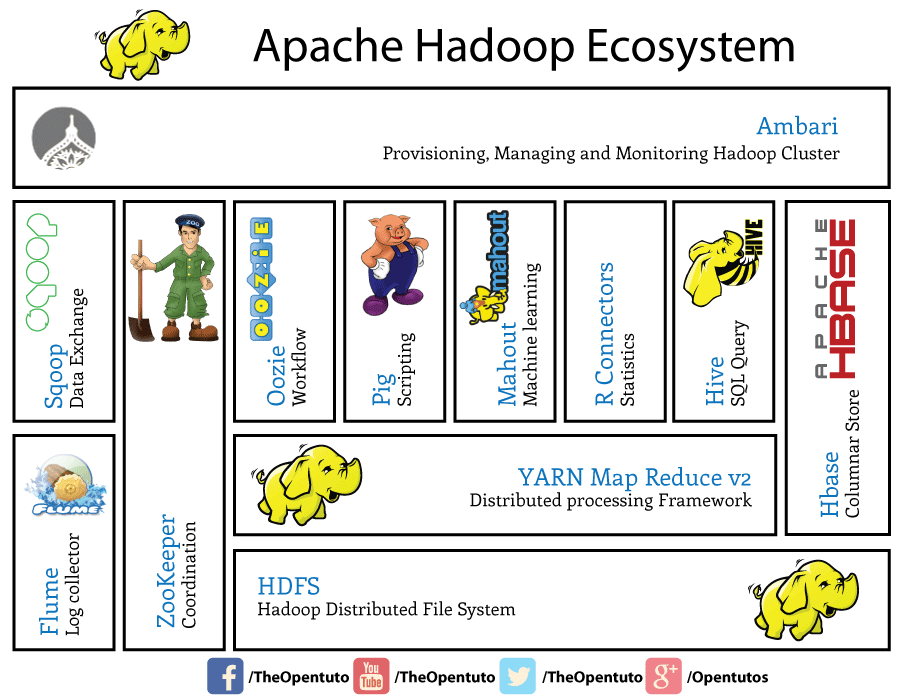 Apache Hadoop Ecosystem
Ambari
Provisioning, Managing and Monitoring Hadoop Cluster
sqoop
Sqoop
Data Exchange
ZOO
ZooKeeper
Coordination
OOZIE
Oozie
Workflow
Pig
Scripting
mahout
Mahout
Machine learning
R Connectors
Statistics
HIVE
Hive
SQL Query
APACHE
HBASE
Hbase
Columnar Store
FLUME
Flume
Log collector
YARN Map Reduce v2
Distributed processing Framework
HDFS
Hadoop Distributed File System
f /TheOpentuto
You Tube /TheOpentuto
/TheOpentuto
g+ /Opentutos